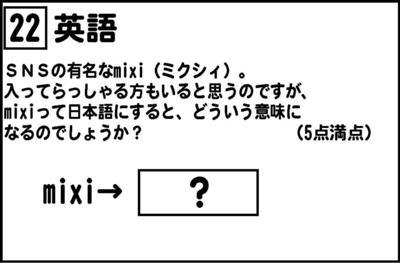 22 英語
SNSの有名なmixi（ミクシィ）。
入ってらっしゃる方もいると思うのですが、
mixiって日本語にすると、どういう意味に
なるのでしょうか？ （5点満点）
mixi→ ？